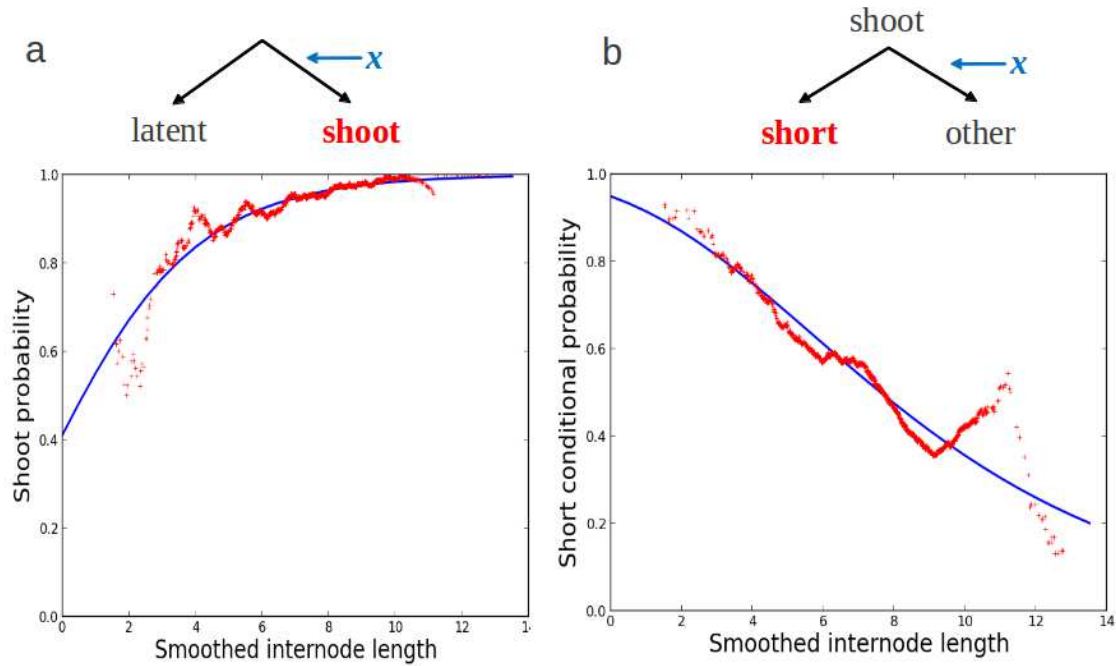 a
x
latent
shoot
1.0
0.8
0.6
0.4
0.2
0.0
Shoot probability
0
2
4
6
8
10
12
14
Smoothed internode length
b
shoot
x
short
other
1.0
0.8
0.6
0.4
0.2
0.0
Short conditional probability
0
2
4
6
8
10
12
14
Smoothed internode length